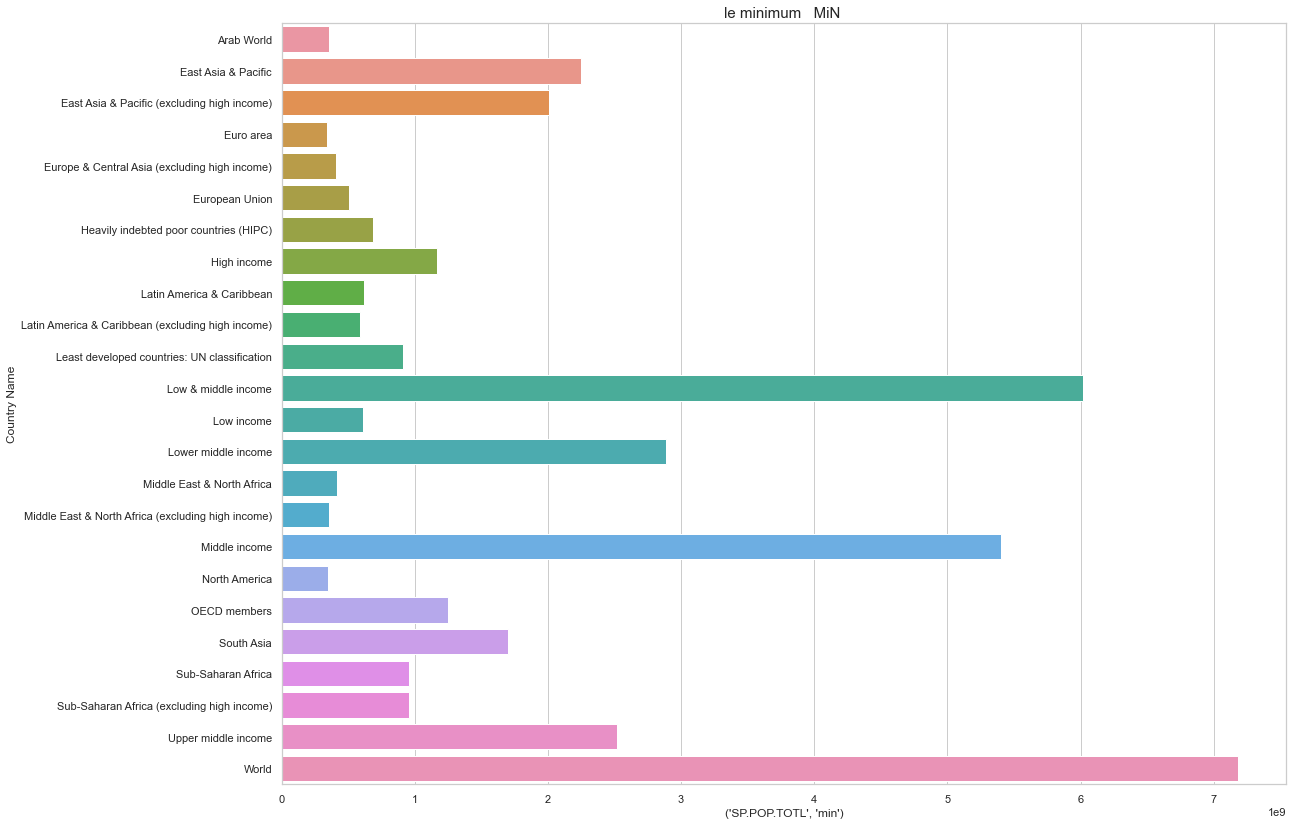 le minimum   MiN
Arab World
East Asia & Pacific
East Asia & Pacific (excluding high income)
Euro area
Europe & Central Asia (excluding high income)
European Union
Heavily indebted poor countries (HIPC)
High income
Latin America & Caribbean
Latin America & Caribbean (excluding high income)
Least developed countries: UN classification
Low & middle income
Low income
Lower middle income
Middle East & North Africa
Middle East & North Africa (excluding high income)
Middle income
North America
OECD members
South Asia
Sub-Saharan Africa
Sub-Saharan Africa (excluding high income)
Upper middle income
World
Country Name
0 1 2 3 4 5 6 7
1e9
('SP.POP.TOTL', 'min')